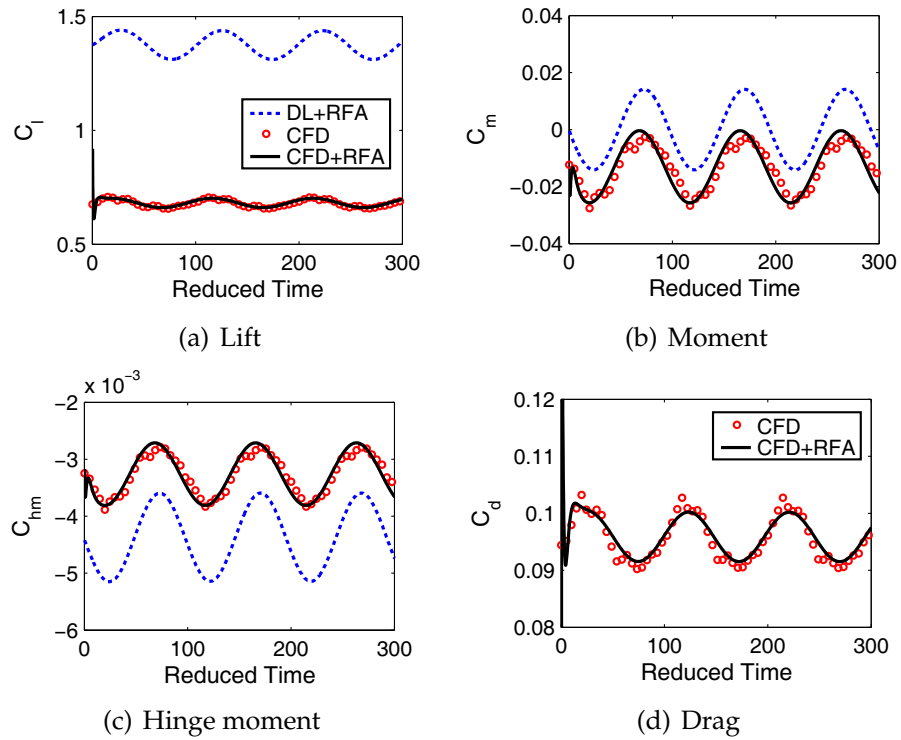 1.5
1
0.5
C_l
DL+RFA
CFD
CFD+RFA
0 100 200 300
Reduced Time
(a) Lift
0.04
0.02
0
−0.02
−0.04
C_m
0 100 200 300
Reduced Time
(b) Moment
x 10^−3
−2
−3
−4
−5
−6
C_hm
0 100 200 300
Reduced Time
(c) Hinge moment
0.12
0.11
0.1
0.09
0.08
C_d
CFD
CFD+RFA
0 100 200 300
Reduced Time
(d) Drag